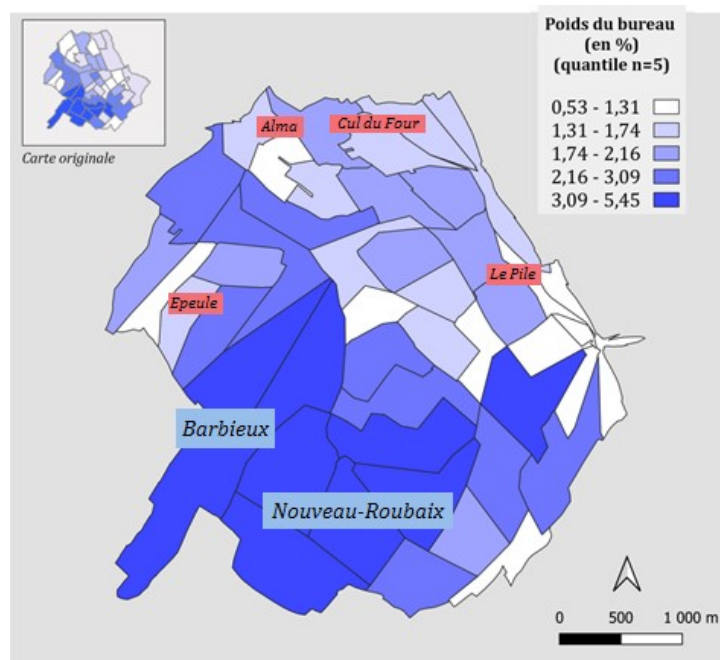 Poids du bureau
(en %)
(quantile n=5)
0,53 - 1,31
1,31 - 1,74
1,74 - 2,16
2,16 - 3,09
3,09 - 5,45
Carte originale
Alma
Cul du Four
Le Pile
Epeule
Barbieux
Nouveau-Roubaix
0 500 1 000 m